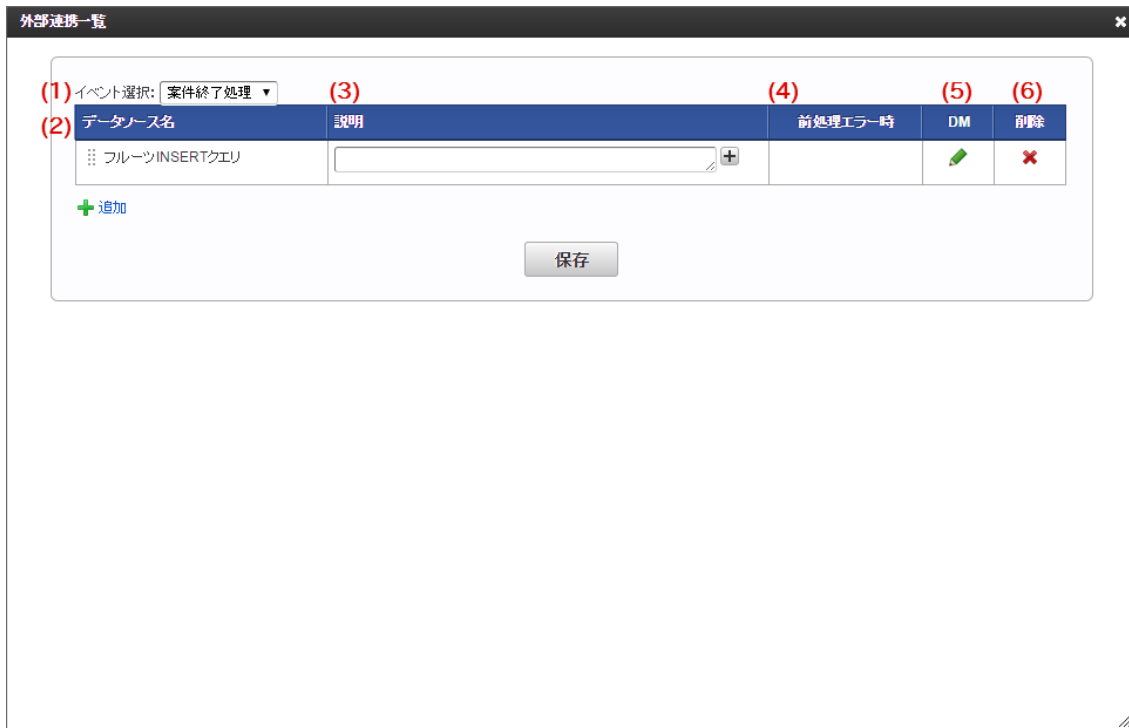 外部連携一覧
(1) イベント選択: 案件終了処理 (3) (4) (5) (6)
(2) データソース名 説明 前処理エラー時 DM 削除
フルーツINSERTクエリ
追加
保存